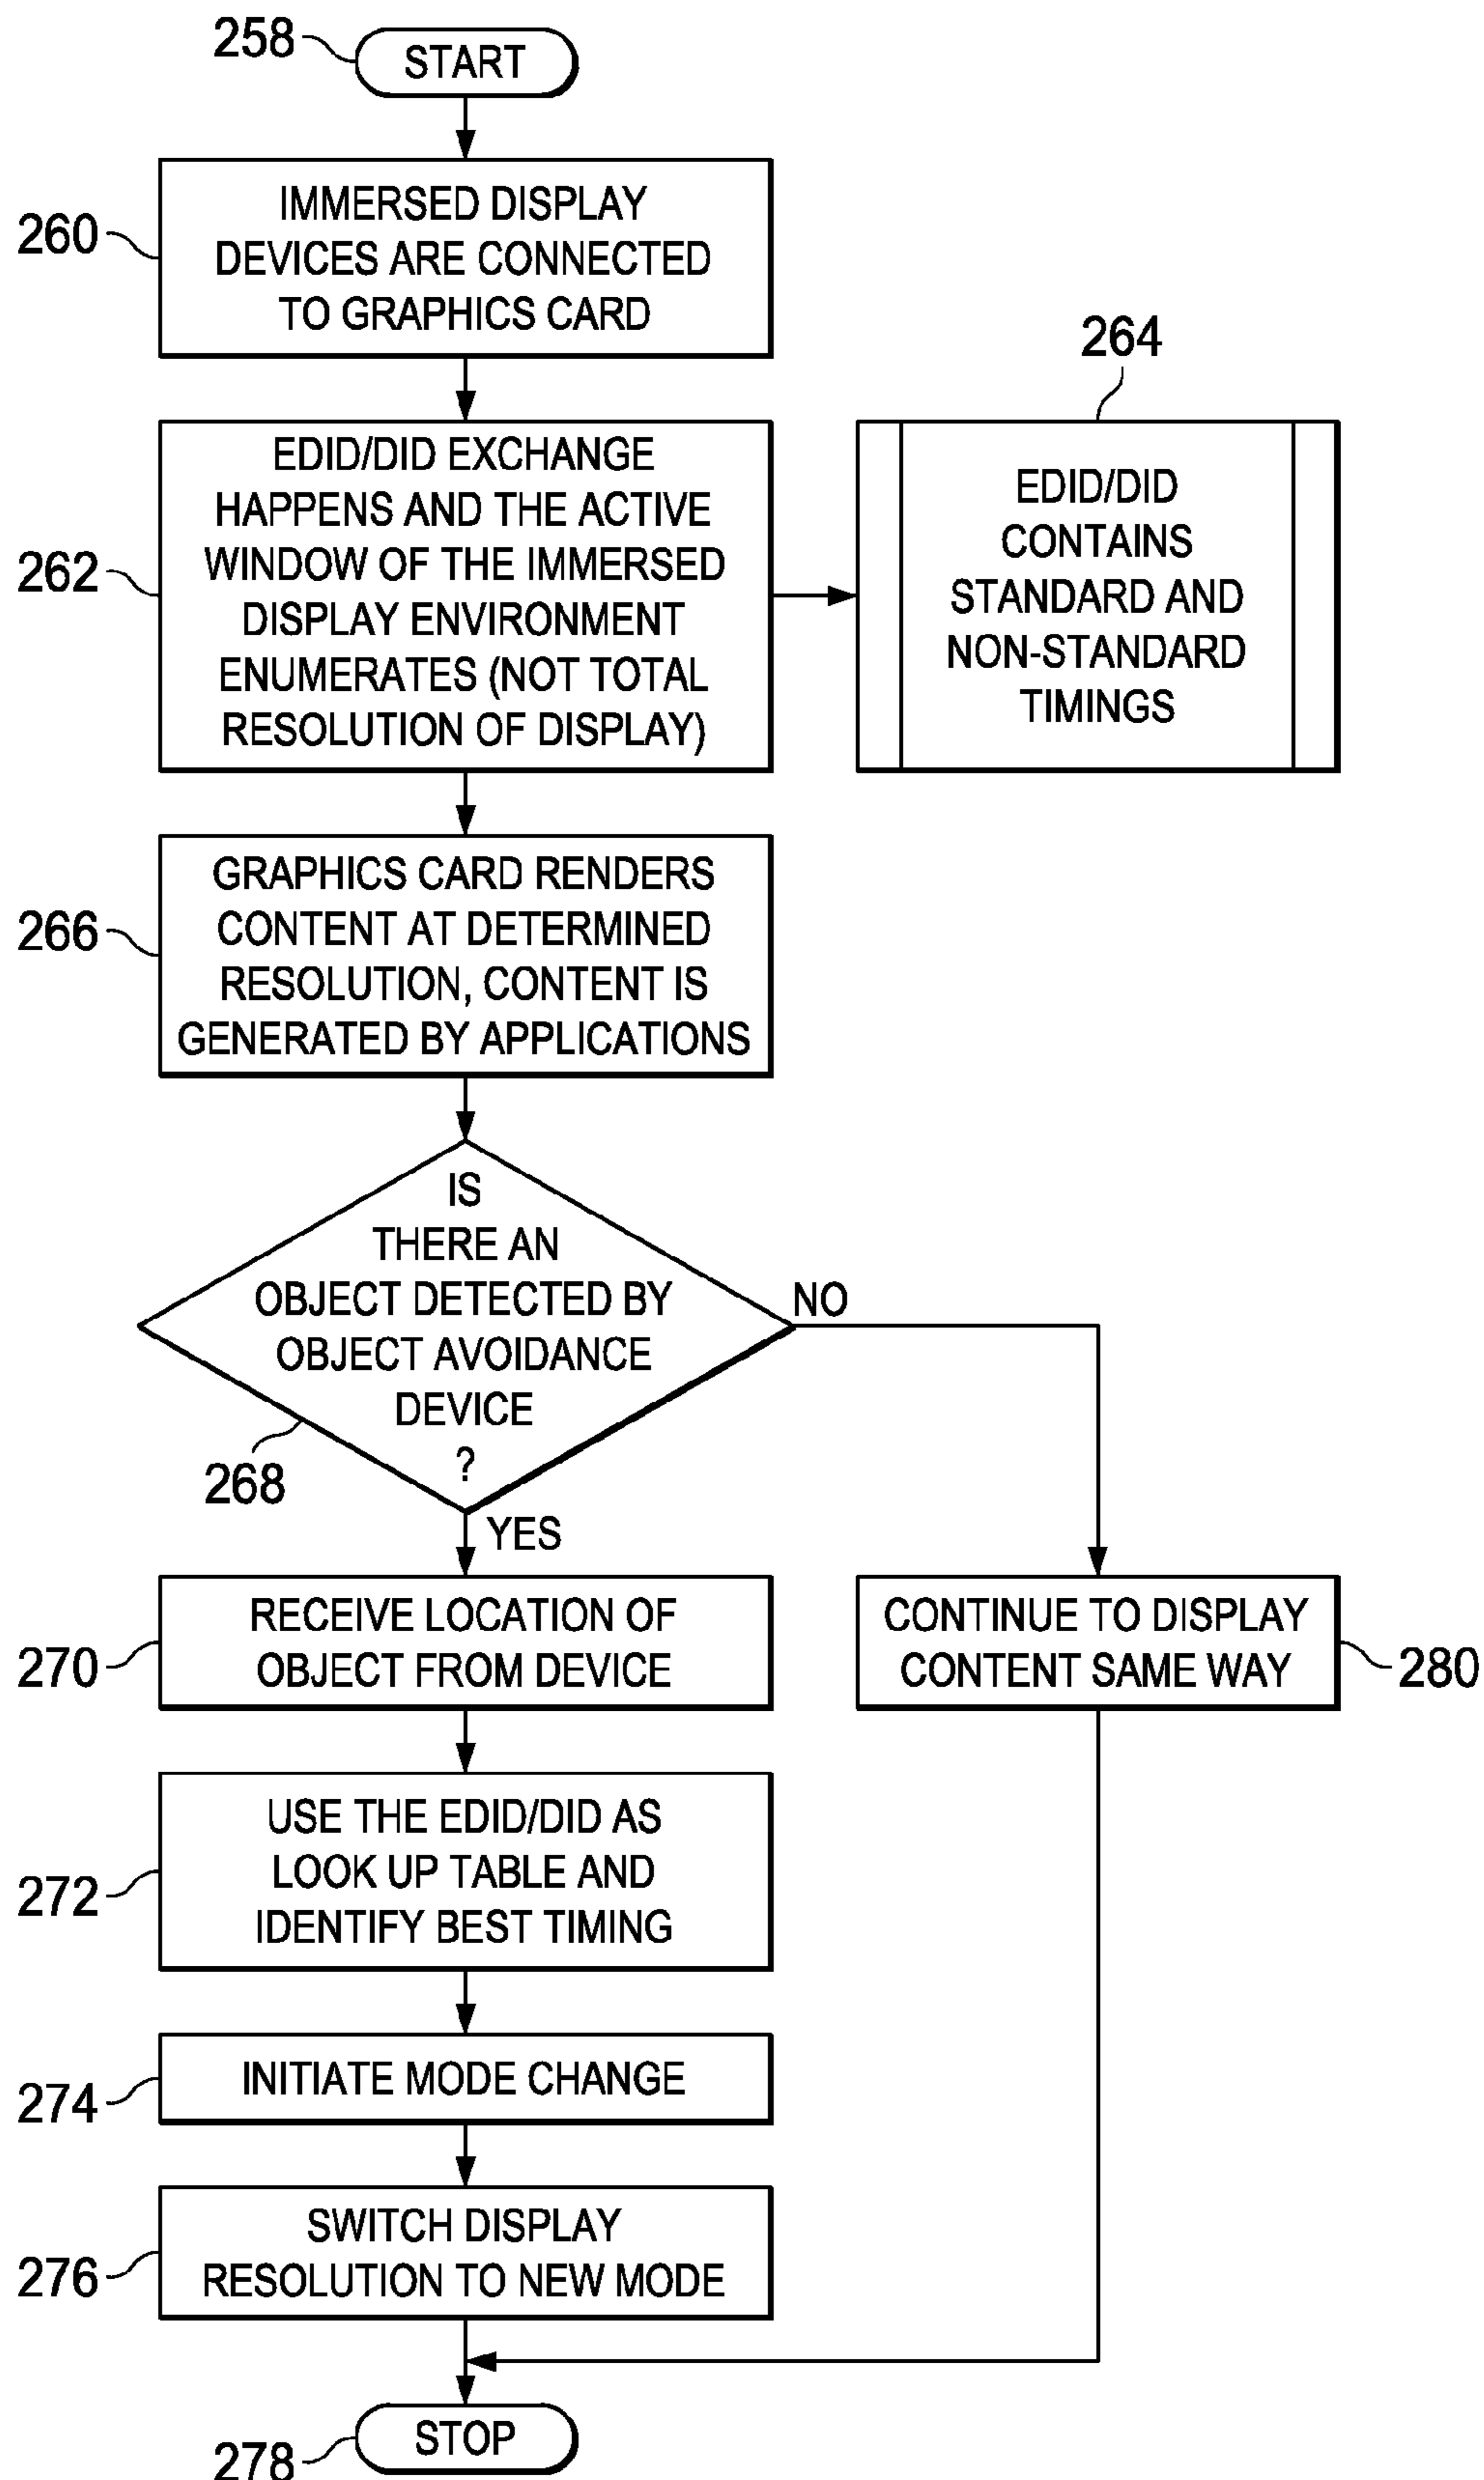 258
START
260
IMMERSED DISPLAY
DEVICES ARE CONNECTED
TO GRAPHICS CARD
262
EDID/DID EXCHANGE
HAPPENS AND THE ACTIVE
WINDOW OF THE IMMERSED
DISPLAY ENVIRONMENT
ENUMERATES (NOT TOTAL
RESOLUTION OF DISPLAY)
264
EDID/DID
CONTAINS
STANDARD AND
NON-STANDARD
TIMINGS
266
GRAPHICS CARD RENDERS
CONTENT AT DETERMINED
RESOLUTION, CONTENT IS
GENERATED BY APPLICATIONS
IS
THERE AN
OBJECT DETECTED BY
OBJECT AVOIDANCE
DEVICE
?
268
NO
YES
270
RECEIVE LOCATION OF
OBJECT FROM DEVICE
CONTINUE TO DISPLAY
CONTENT SAME WAY
280
272
USE THE EDID/DID AS
LOOK UP TABLE AND
IDENTIFY BEST TIMING
274
INITIATE MODE CHANGE
276
SWITCH DISPLAY
RESOLUTION TO NEW MODE
278
STOP